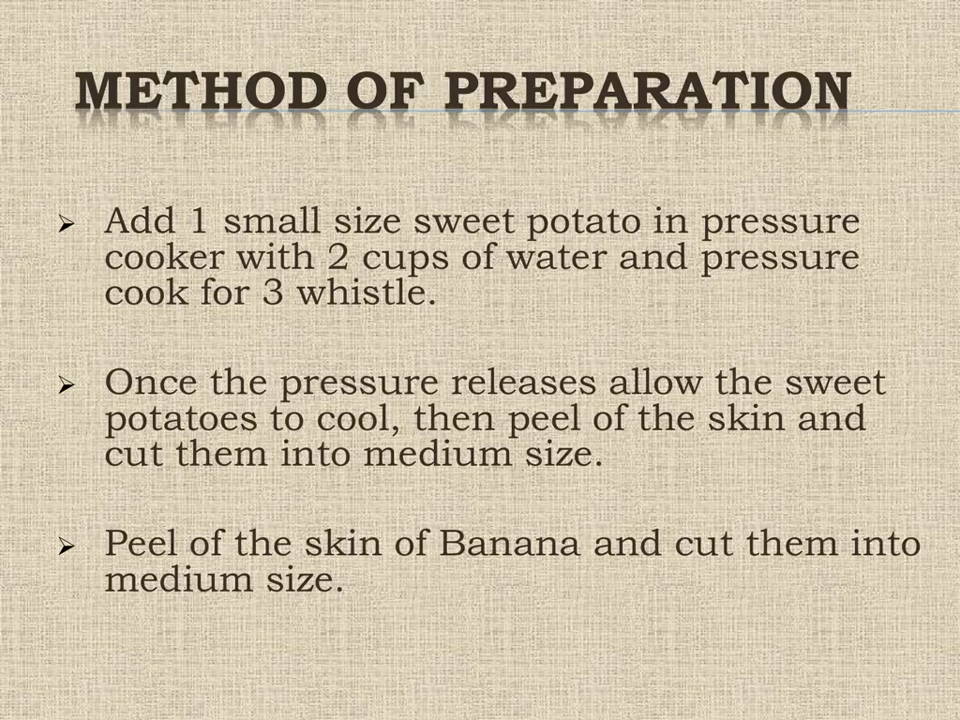 METHOD OF PREPARATION
➢ Add 1 small size sweet potato in pressure
cooker with 2 cups of water and pressure
cook for 3 whistle.
➢ Once the pressure releases allow the sweet
potatoes to cool, then peel of the skin and
cut them into medium size.
➢ Peel of the skin of Banana and cut them into
medium size.